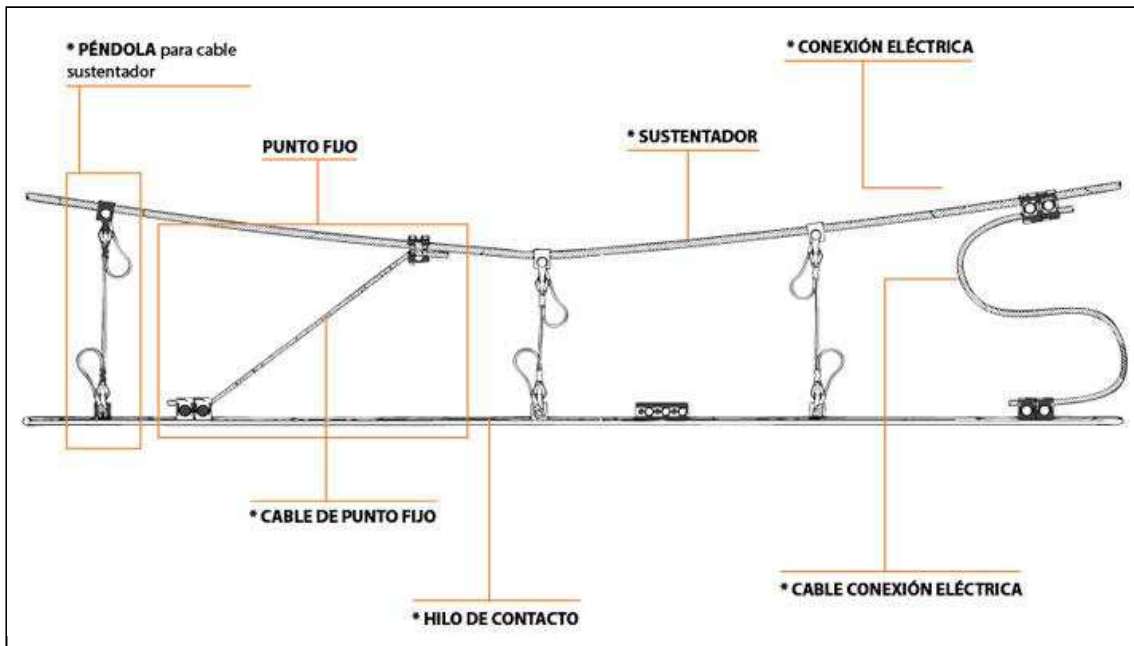 * PÉNDOLA para cable
sustentador
* CONEXIÓN ELÉCTRICA
PUNTO FIJO
* SUSTENTADOR
* CABLE DE PUNTO FIJO
* CABLE CONEXIÓN ELÉCTRICA
* HILO DE CONTACTO